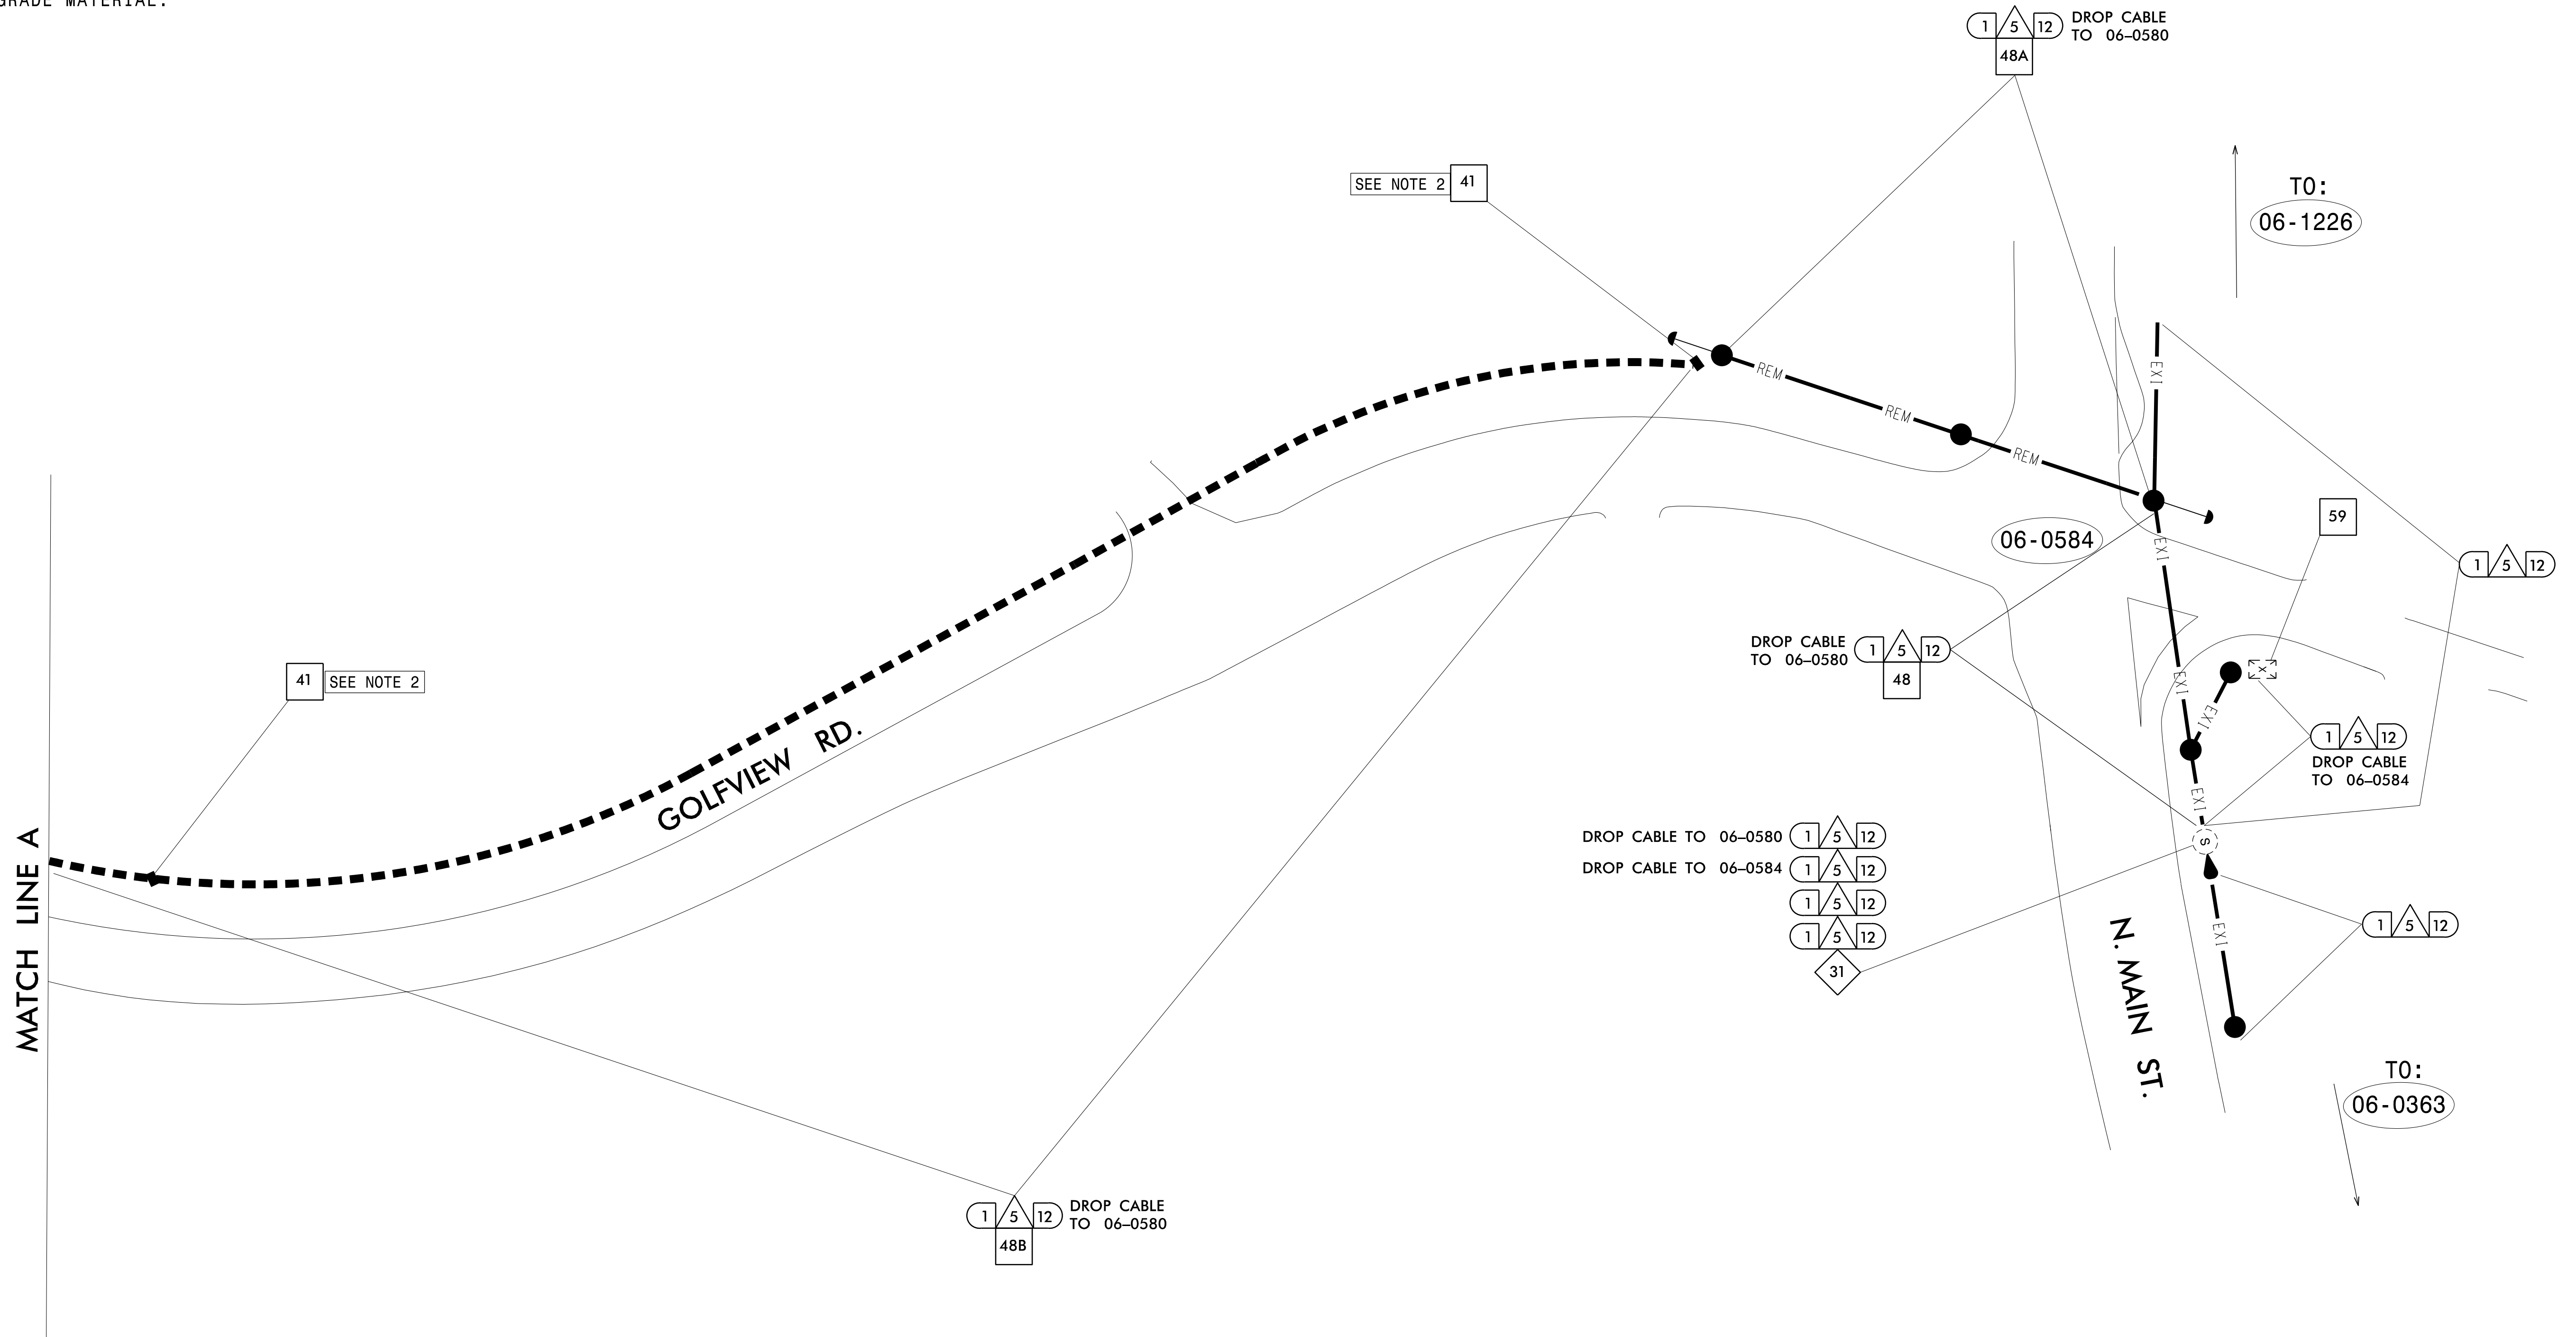 GRADE MATERIAL.
1 5 12 DROP CABLE
TO 06-0580
48A
SEE NOTE 2 41
TO:
06-1226
REM
REM
REM
EXI
06-0584
EXI
59
1 5 12
DROP CABLE
TO 06-0580
1 5 12
48
41 SEE NOTE 2
EXI
EXI
X
1 5 12
DROP CABLE
TO 06-0584
GOLFVIEW RD.
EXI
S
DROP CABLE TO 06-0580 1 5 12
DROP CABLE TO 06-0584 1 5 12
1 5 12
1 5 12
31
MATCH LINE A
EXI
1 5 12
N. MAIN ST.
TO:
06-0363
1 5 12 DROP CABLE
TO 06-0580
48B